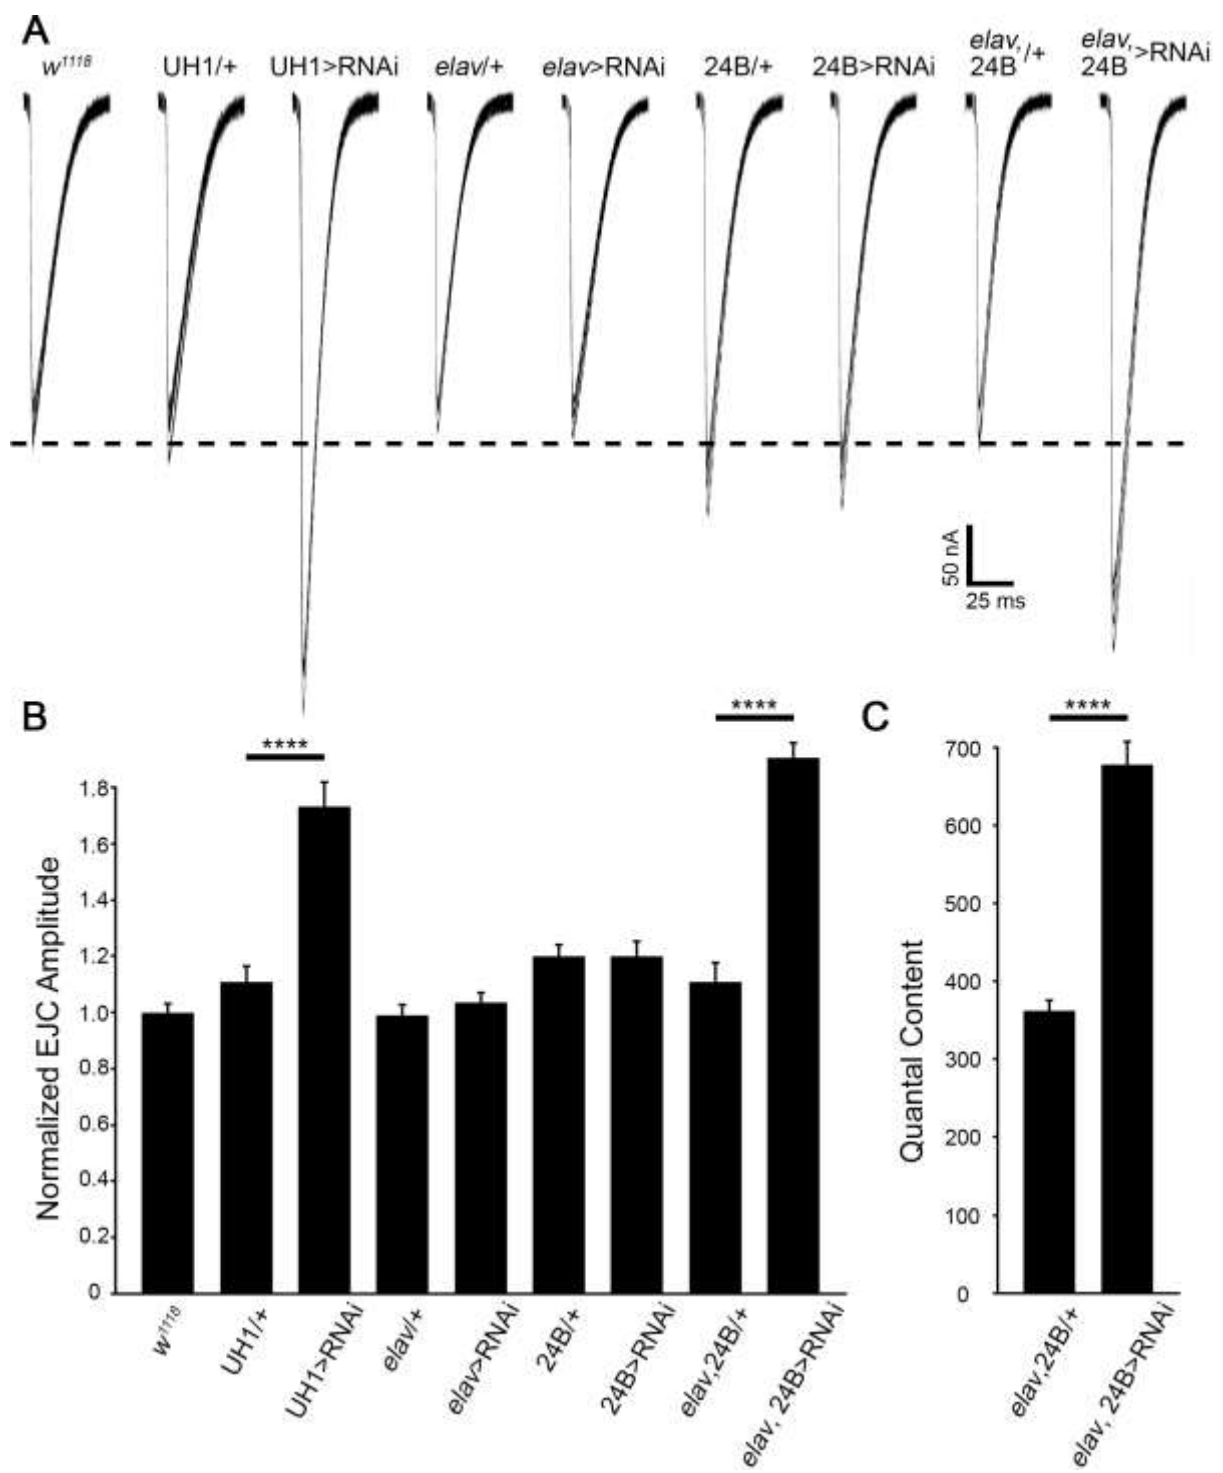 A
w1118 UH1/+ UH1>RNAi elav/+ elav>RNAi 24B/+ 24B>RNAi elav, 24B/+ elav, 24B>RNAi
50 nA
25 ms
B
****
****
Normalized EJC Amplitude
1.8
1.6
1.4
1.2
1.0
0.8
0.6
0.4
0.2
0
w1118
UH1/+
UH1>RNAi
elav/+
elav>RNAi
24B/+
24B>RNAi
elav,24B/+
elav, 24B>RNAi
C
****
Quantal Content
700
600
500
400
300
200
100
0
elav,24B/+
elav, 24B>RNAi